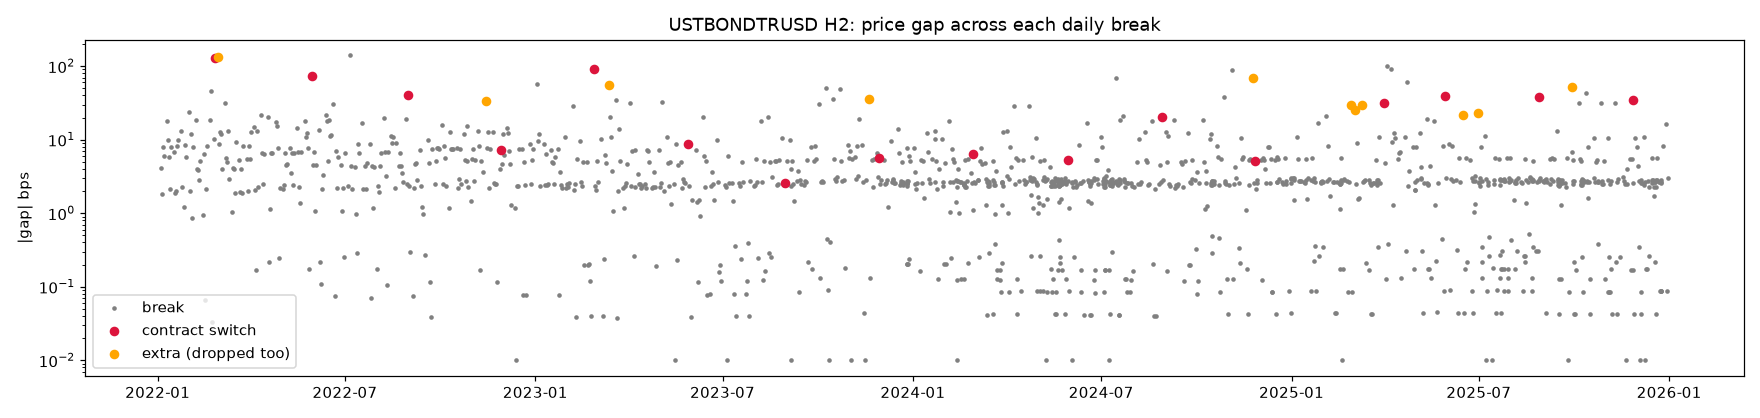 USTBONDTRUSD H2: price gap across each daily break
|gap| bps
10²
10¹
10⁰
10⁻¹
10⁻²
break
contract switch
extra (dropped too)
2022-01 2022-07 2023-01 2023-07 2024-01 2024-07 2025-01 2025-07 2026-01